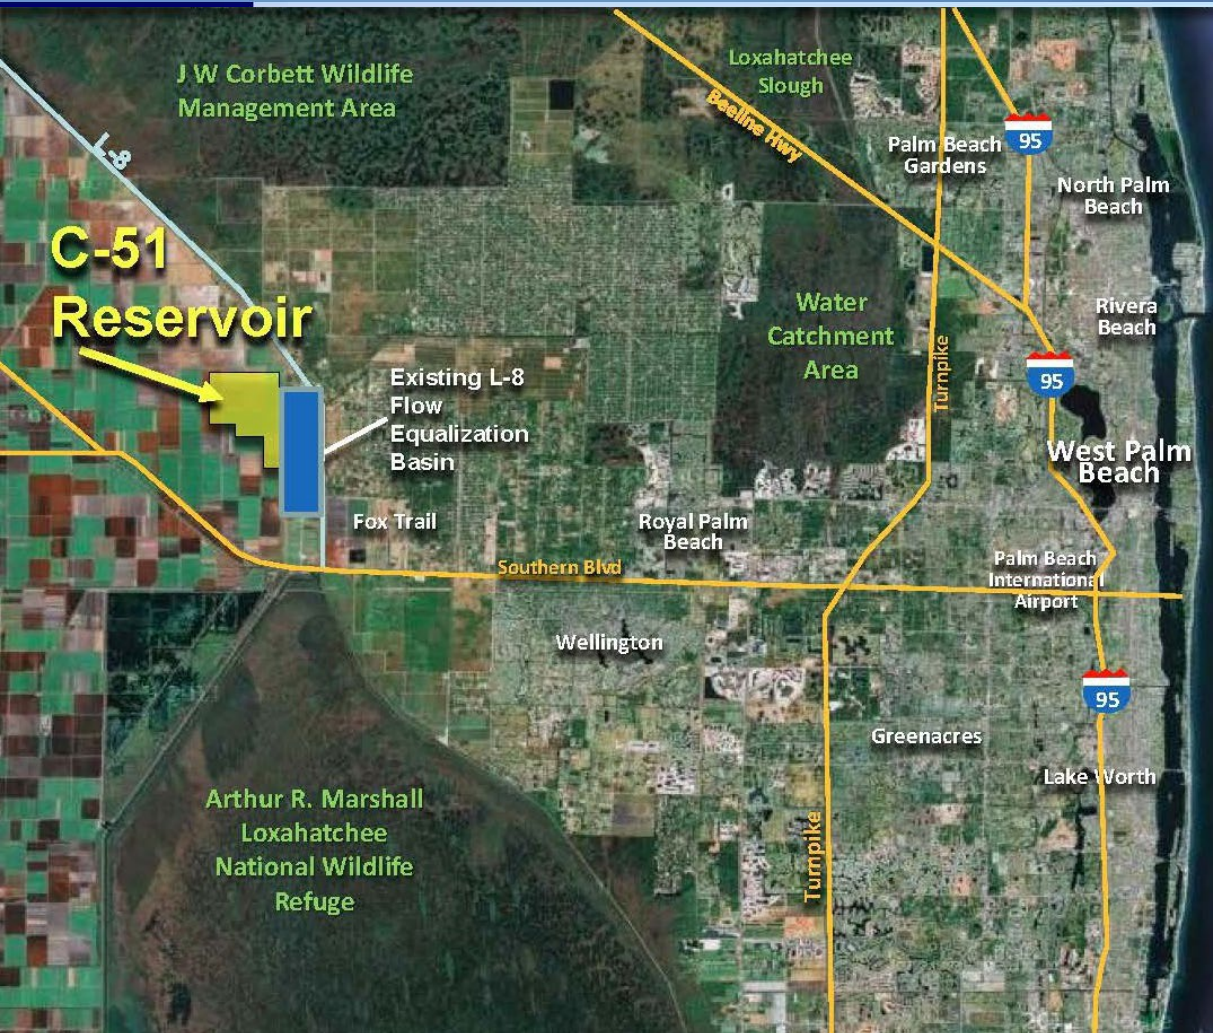 J W Corbett Wildlife
Management Area
Loxahatchee
Slough
Beeline Hwy
L-8
Palm Beach
Gardens
95
North Palm
Beach
C-51
Reservoir
Water
Catchment
Area
Rivera
Beach
Turnpike
95
Existing L-8
Flow
Equalization
Basin
West Palm
Beach
Fox Trail
Royal Palm
Beach
Southern Blvd
Palm Beach
International
Airport
Wellington
95
Greenacres
Lake Worth
Arthur R. Marshall
Loxahatchee
National Wildlife
Refuge
Turnpike